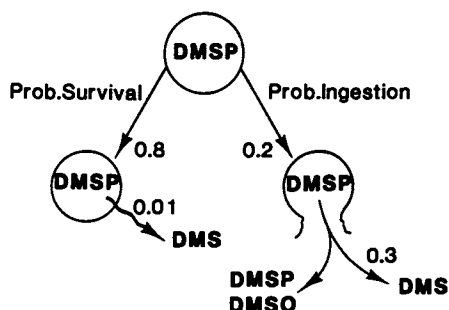 DMSP
Prob.Survival
Prob.Ingestion
0.8
0.2
DMSP
DMSP
0.01
DMS
0.3
DMSP
DMS
DMSO